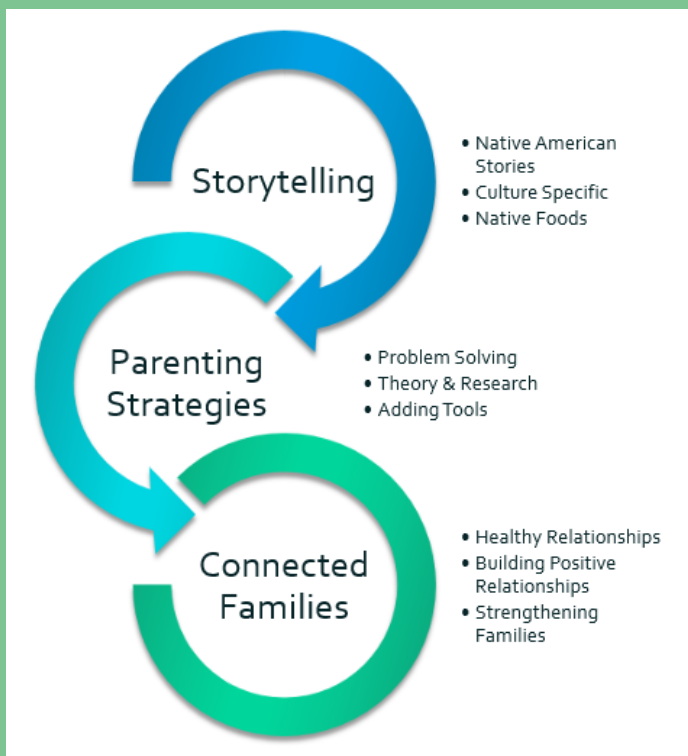 Storytelling
• Native American
Stories
• Culture Specific
• Native Foods
Parenting
Strategies
• Problem Solving
• Theory & Research
• Adding Tools
Connected
Families
• Healthy Relationships
• Building Positive
Relationships
• Strengthening
Families